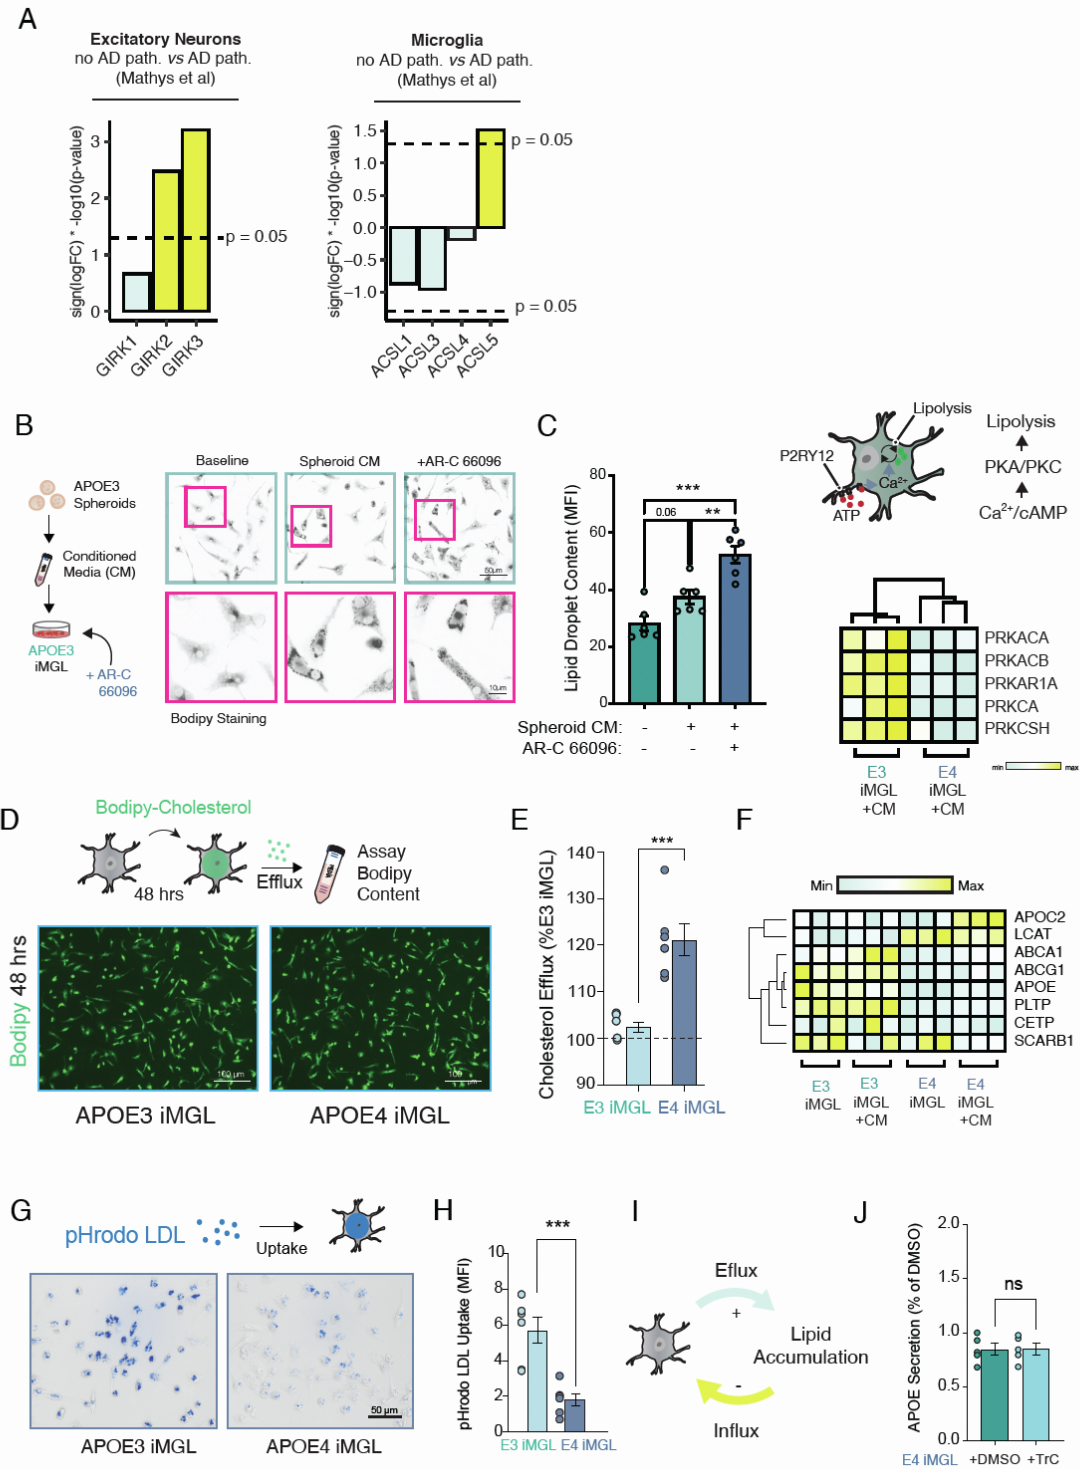 A
Excitatory Neurons
no AD path. vs AD path.
(Mathys et al)
sign(logFC) * -log10(p-value)
3
2
1
0
p = 0.05
GIRK1
GIRK2
GIRK3
Microglia
no AD path. vs AD path.
(Mathys et al)
sign(logFC) * -log10(p-value)
1.5
1.0
0.5
0.0
−0.5
−1.0
p = 0.05
p = 0.05
ACSL1
ACSL3
ACSL4
ACSL5
B
APOE3
Spheroids
Conditioned
Media (CM)
APOE3
iMGL
+ AR-C
66096
Baseline
Spheroid CM
+AR-C 66096
50µm
10µm
Bodipy Staining
C
Lipid Droplet Content (MFI)
80
60
40
20
0
***
0.06
**
Spheroid CM: - + +
AR-C 66096: - - +
Lipolysis
P2RY12
Ca2+
ATP
Lipolysis
PKA/PKC
Ca2+/cAMP
PRKACA
PRKACB
PRKAR1A
PRKCA
PRKCSH
E3
iMGL
+CM
E4
iMGL
+CM
min
max
D
Bodipy-Cholesterol
48 hrs
Efflux
Assay
Bodipy
Content
Bodipy 48 hrs
100 µm
100 µm
APOE3 iMGL
APOE4 iMGL
E
Cholesterol Efflux (%E3 iMGL)
140
130
120
110
100
90
***
E3 iMGL
E4 iMGL
F
Min
Max
APOC2
LCAT
ABCA1
ABCG1
APOE
PLTP
CETP
SCARB1
E3
iMGL
E3
iMGL
+CM
E4
iMGL
E4
iMGL
+CM
G
pHrodo LDL
Uptake
50 µm
APOE3 iMGL
APOE4 iMGL
H
pHrodo LDL Uptake (MFI)
10
8
6
4
2
0
***
E3 iMGL
E4 iMGL
I
Eflux
+
Lipid
Accumulation
-
Influx
J
APOE Secretion (% of DMSO)
2.0
1.5
1.0
0.5
0.0
ns
E4 iMGL
+DMSO
+TrC